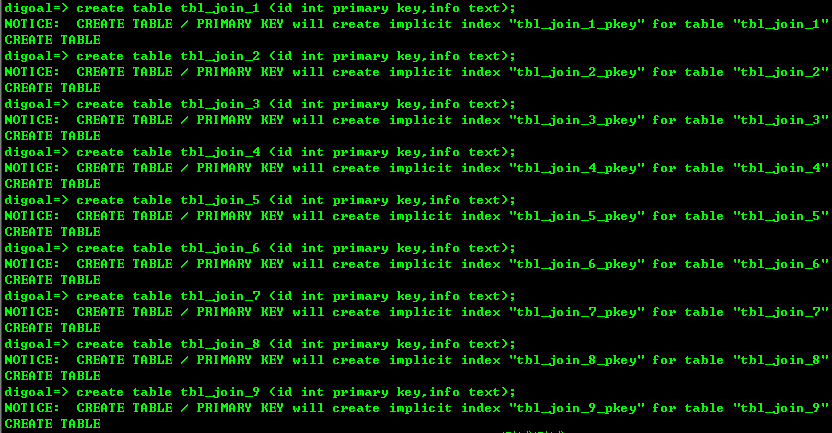 digoal=> create table tbl_join_1 (id int primary key,info text);
NOTICE:  CREATE TABLE / PRIMARY KEY will create implicit index "tbl_join_1_pkey" for table "tbl_join_1"
CREATE TABLE
digoal=> create table tbl_join_2 (id int primary key,info text);
NOTICE:  CREATE TABLE / PRIMARY KEY will create implicit index "tbl_join_2_pkey" for table "tbl_join_2"
CREATE TABLE
digoal=> create table tbl_join_3 (id int primary key,info text);
NOTICE:  CREATE TABLE / PRIMARY KEY will create implicit index "tbl_join_3_pkey" for table "tbl_join_3"
CREATE TABLE
digoal=> create table tbl_join_4 (id int primary key,info text);
NOTICE:  CREATE TABLE / PRIMARY KEY will create implicit index "tbl_join_4_pkey" for table "tbl_join_4"
CREATE TABLE
digoal=> create table tbl_join_5 (id int primary key,info text);
NOTICE:  CREATE TABLE / PRIMARY KEY will create implicit index "tbl_join_5_pkey" for table "tbl_join_5"
CREATE TABLE
digoal=> create table tbl_join_6 (id int primary key,info text);
NOTICE:  CREATE TABLE / PRIMARY KEY will create implicit index "tbl_join_6_pkey" for table "tbl_join_6"
CREATE TABLE
digoal=> create table tbl_join_7 (id int primary key,info text);
NOTICE:  CREATE TABLE / PRIMARY KEY will create implicit index "tbl_join_7_pkey" for table "tbl_join_7"
CREATE TABLE
digoal=> create table tbl_join_8 (id int primary key,info text);
NOTICE:  CREATE TABLE / PRIMARY KEY will create implicit index "tbl_join_8_pkey" for table "tbl_join_8"
CREATE TABLE
digoal=> create table tbl_join_9 (id int primary key,info text);
NOTICE:  CREATE TABLE / PRIMARY KEY will create implicit index "tbl_join_9_pkey" for table "tbl_join_9"
CREATE TABLE